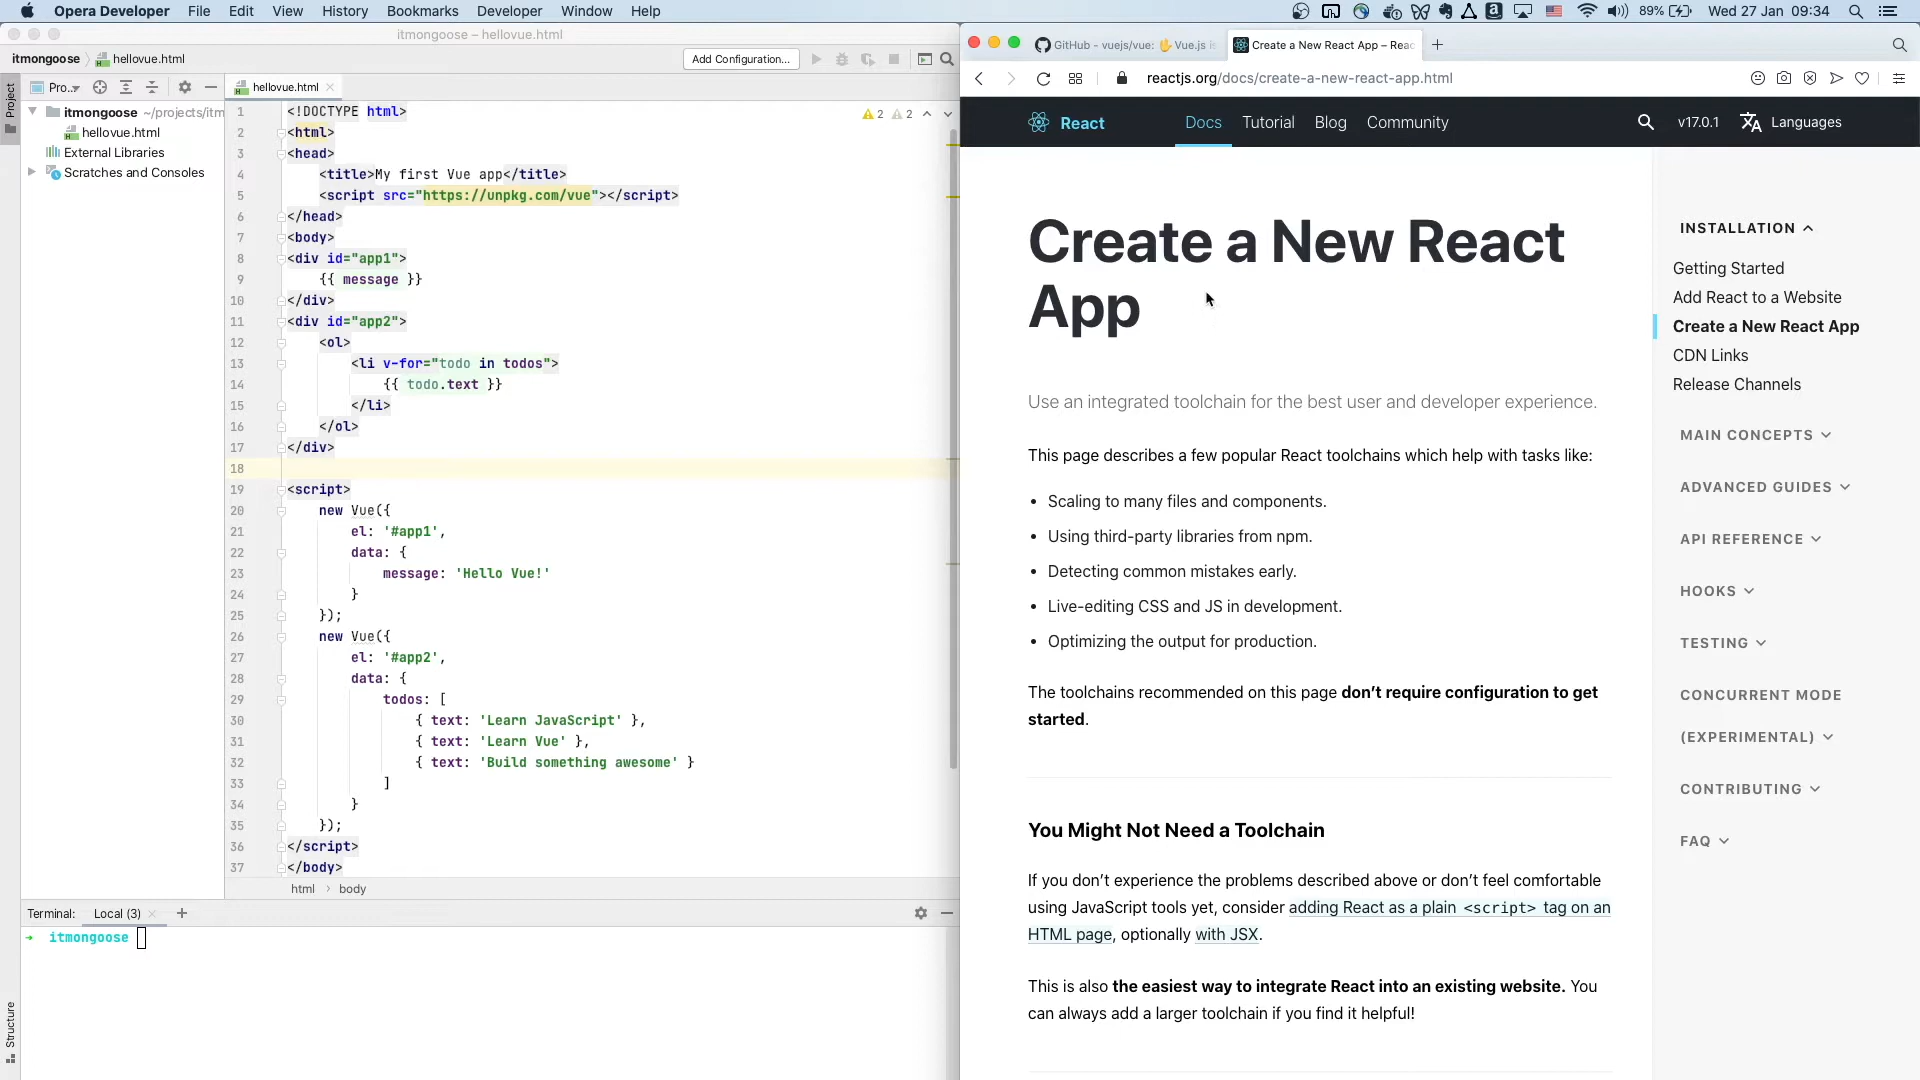 Opera Developer File Edit View History Bookmarks Developer Window Help
89% Wed 27 Jan 09:34
itmongoose – hellovue.html
itmongoose hellovue.html Add Configuration...
Project
Pro..
hellovue.html
itmongoose ~/projects/itm
hellovue.html
External Libraries
Scratches and Consoles
2 2
1 <!DOCTYPE html>
2 <html>
3 <head>
4 <title>My first Vue app</title>
5 <script src="https://unpkg.com/vue"></script>
6 </head>
7 <body>
8 <div id="app1">
9 {{ message }}
10 </div>
11 <div id="app2">
12 <ol>
13 <li v-for="todo in todos">
14 {{ todo.text }}
15 </li>
16 </ol>
17 </div>
18
19 <script>
20 new Vue({
21 el: '#app1',
22 data: {
23 message: 'Hello Vue!'
24 }
25 });
26 new Vue({
27 el: '#app2',
28 data: {
29 todos: [
30 { text: 'Learn JavaScript' },
31 { text: 'Learn Vue' },
32 { text: 'Build something awesome' }
33 ]
34 }
35 });
36 </script>
37 </body>
html › body
Terminal: Local (3) +
→ itmongoose
Structure
GitHub - vuejs/vue: Vue.js is
Create a New React App – Reac
reactjs.org/docs/create-a-new-react-app.html
React Docs Tutorial Blog Community v17.0.1 Languages
Create a New React
App
Use an integrated toolchain for the best user and developer experience.
This page describes a few popular React toolchains which help with tasks like:
• Scaling to many files and components.
• Using third-party libraries from npm.
• Detecting common mistakes early.
• Live-editing CSS and JS in development.
• Optimizing the output for production.
The toolchains recommended on this page don’t require configuration to get
started.
You Might Not Need a Toolchain
If you don’t experience the problems described above or don’t feel comfortable
using JavaScript tools yet, consider adding React as a plain <script> tag on an
HTML page, optionally with JSX.
This is also the easiest way to integrate React into an existing website. You
can always add a larger toolchain if you find it helpful!
INSTALLATION
Getting Started
Add React to a Website
Create a New React App
CDN Links
Release Channels
MAIN CONCEPTS
ADVANCED GUIDES
API REFERENCE
HOOKS
TESTING
CONCURRENT MODE
(EXPERIMENTAL)
CONTRIBUTING
FAQ